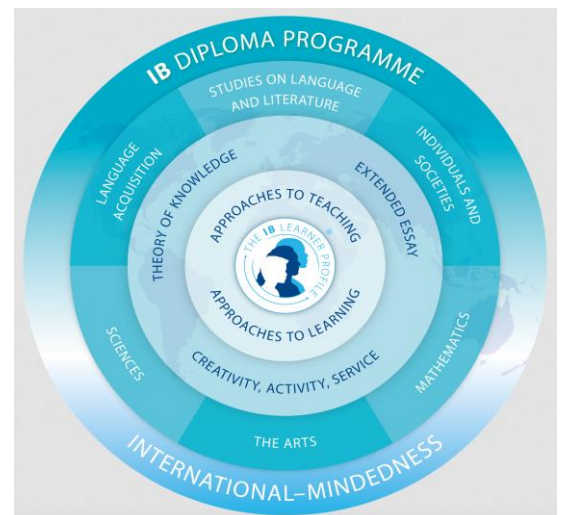 IB DIPLOMA PROGRAMME
STUDIES ON LANGUAGE
AND LITERATURE
LANGUAGE
ACQUISITION
INDIVIDUALS AND
SOCIETIES
THEORY OF KNOWLEDGE
EXTENDED ESSAY
APPROACHES TO TEACHING
THE IB LEARNER PROFILE
®
APPROACHES TO LEARNING
CREATIVITY, ACTIVITY, SERVICE
SCIENCES
MATHEMATICS
THE ARTS
INTERNATIONAL–MINDEDNESS